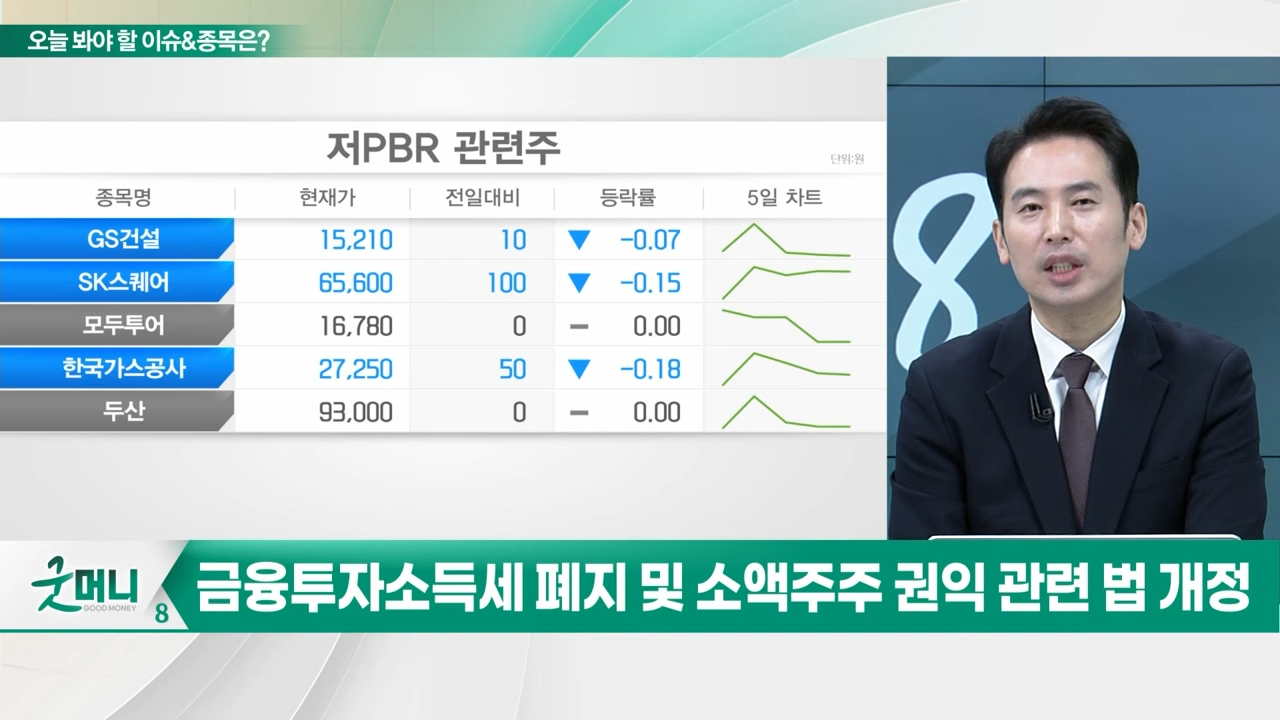 오늘 봐야 할 이슈&종목은?
저PBR 관련주
단위:원
종목명 현재가 전일대비 등락률 5일 차트
GS건설 15,210 10 ▼ -0.07
SK스퀘어 65,600 100 ▼ -0.15
모두투어 16,780 0 - 0.00
한국가스공사 27,250 50 ▼ -0.18
두산 93,000 0 - 0.00
8
굿머니
GOOD MONEY
8
금융투자소득세 폐지 및 소액주주 권익 관련 법 개정